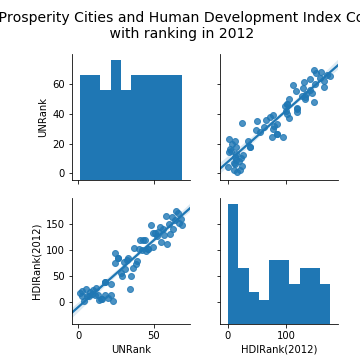 Prosperity Cities and Human Development Index Co
with ranking in 2012
60
40
20
0
UNRank
150
100
50
0
HDIRank(2012)
0
50
UNRank
0
100
HDIRank(2012)